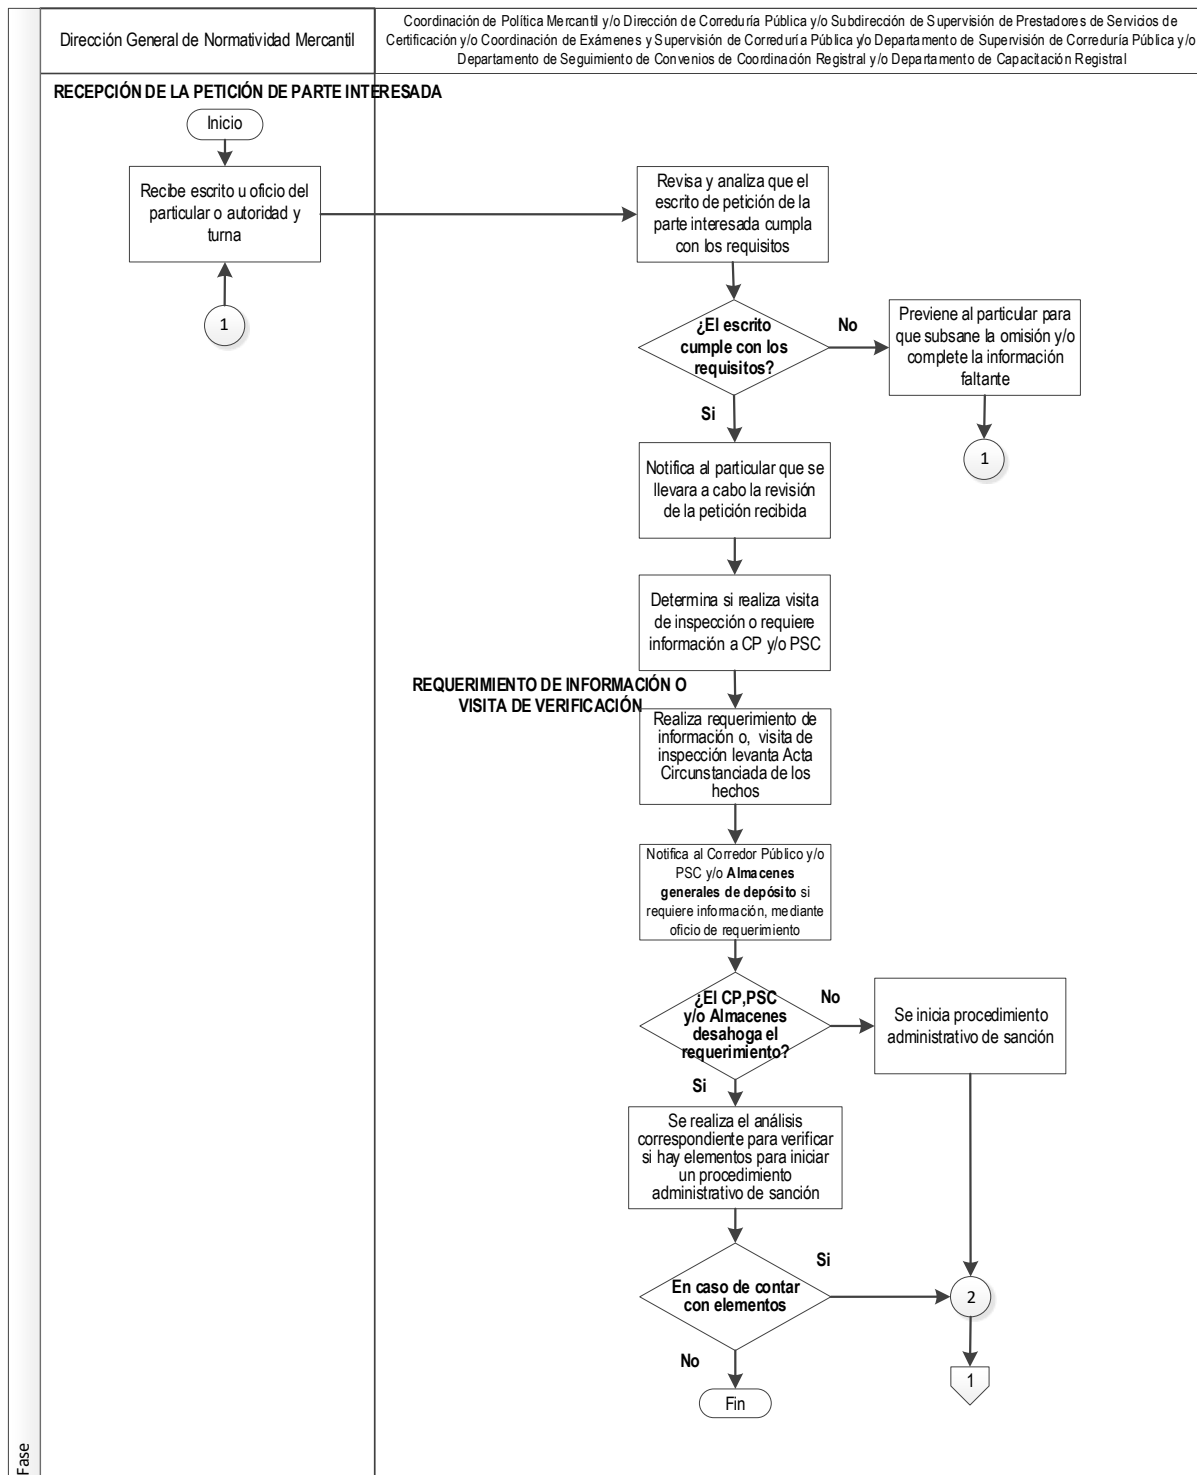 Dirección General de Normatividad Mercantil
Coordinación de Política Mercantil y/o Dirección de Correduría Pública y/o Subdirección de Supervisión de Prestadores de Servicios de
Certificación y/o Coordinación de Exámenes y Supervisión de Correduría Pública y/o Departamento de Supervisión de Correduría Pública y/o
Departamento de Seguimiento de Convenios de Coordinación Registral y/o Departamento de Capacitación Registral
RECEPCIÓN DE LA PETICIÓN DE PARTE INTERESADA
Inicio
Recibe escrito u oficio del
particular o autoridad y
turna
1
Revisa y analiza que el
escrito de petición de la
parte interesada cumpla
con los requisitos
¿El escrito
cumple con los
requisitos?
No
Previene al particular para
que subsane la omisión y/o
complete la información
faltante
1
Si
Notifica al particular que se
llevara a cabo la revisión
de la petición recibida
Determina si realiza visita
de inspección o requiere
información a CP y/o PSC
REQUERIMIENTO DE INFORMACIÓN O
VISITA DE VERIFICACIÓN
Realiza requerimiento de
información o, visita de
inspección levanta Acta
Circunstanciada de los
hechos
Notifica al Corredor Público y/o
PSC y/o Almacenes
generales de depósito si
requiere información, mediante
oficio de requerimiento
¿El CP,PSC
y/o Almacenes
desahoga el
requerimiento?
No
Se inicia procedimiento
administrativo de sanción
Si
Se realiza el análisis
correspondiente para verificar
si hay elementos para iniciar
un procedimiento
administrativo de sanción
En caso de contar
con elementos
Si
2
1
No
Fin
Fase